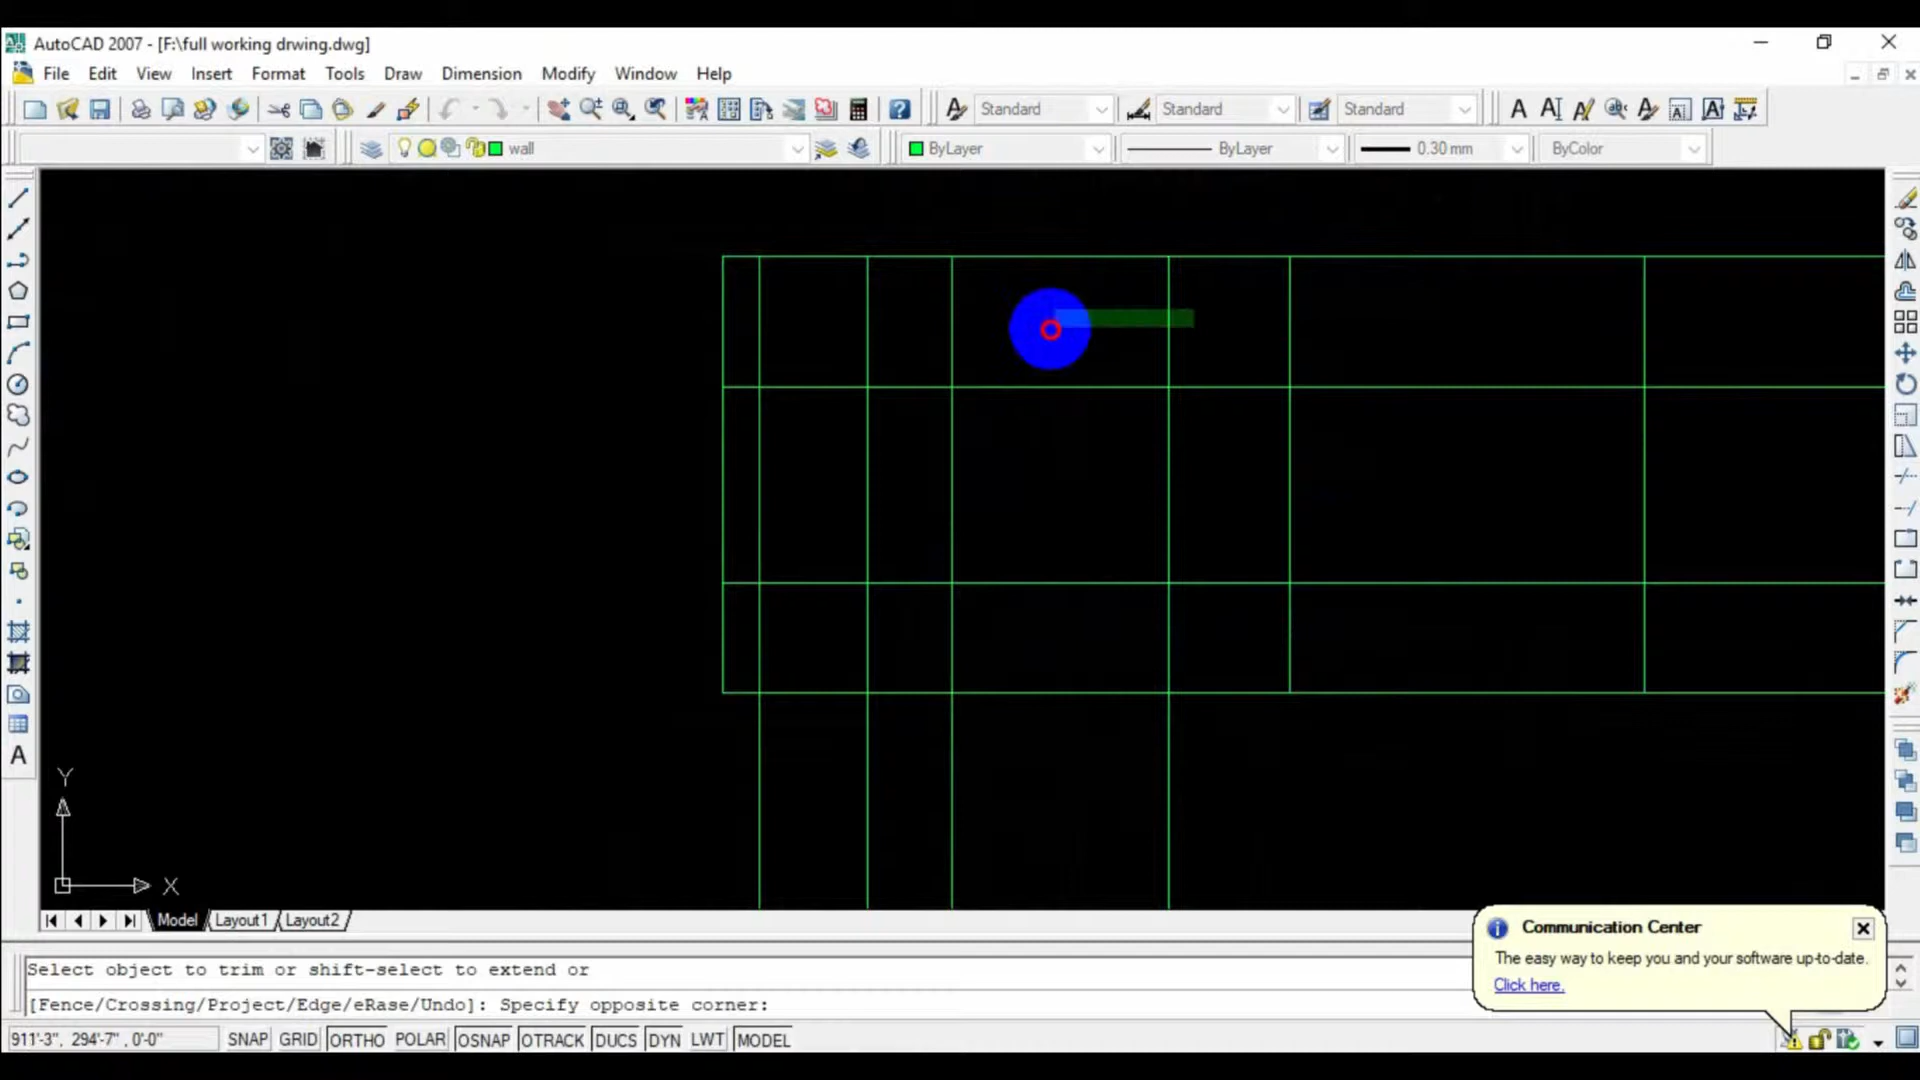 AutoCAD 2007 - [F:\full working drwing.dwg]
File Edit View Insert Format Tools Draw Dimension Modify Window Help
Standard Standard Standard
wall ByLayer ByLayer 0.30 mm ByColor
Y
X
Model Layout1 Layout2
Communication Center
The easy way to keep you and your software up-to-date.
Click here.
Select object to trim or shift-select to extend or
[Fence/Crossing/Project/Edge/eRase/Undo]: Specify opposite corner:
911'-3", 294'-7" , 0'-0" SNAP GRID ORTHO POLAR OSNAP OTRACK DUCS DYN LWT MODEL